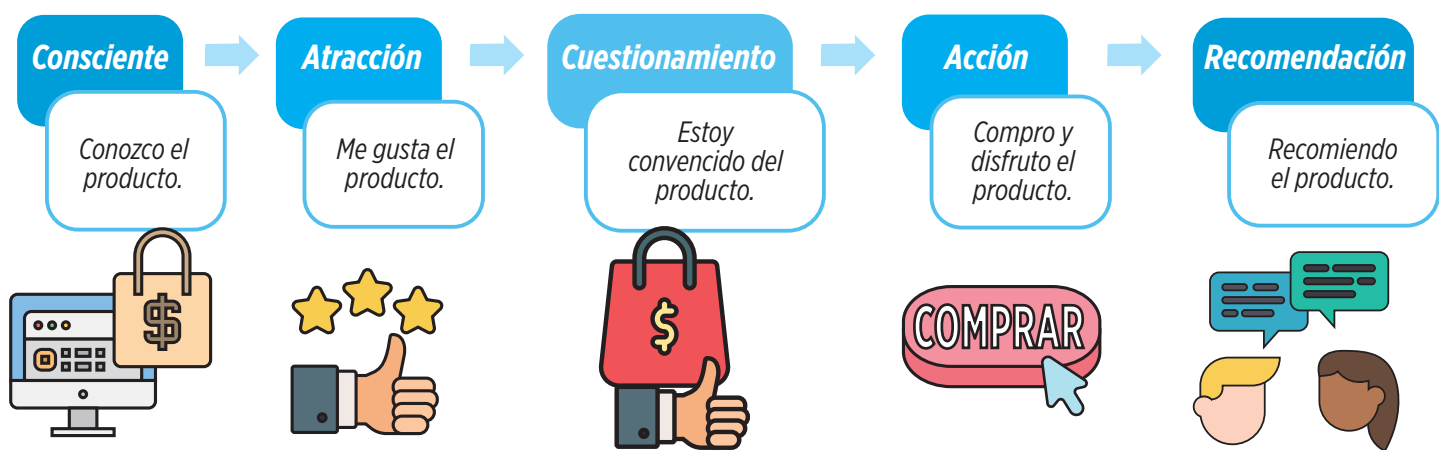 Consciente
Conozco el
producto.
Atracción
Me gusta el
producto.
Cuestionamiento
Estoy
convencido del
producto.
Acción
Compro y
disfruto el
producto.
Recomendación
Recomiendo
el producto.
$
$
COMPRAR